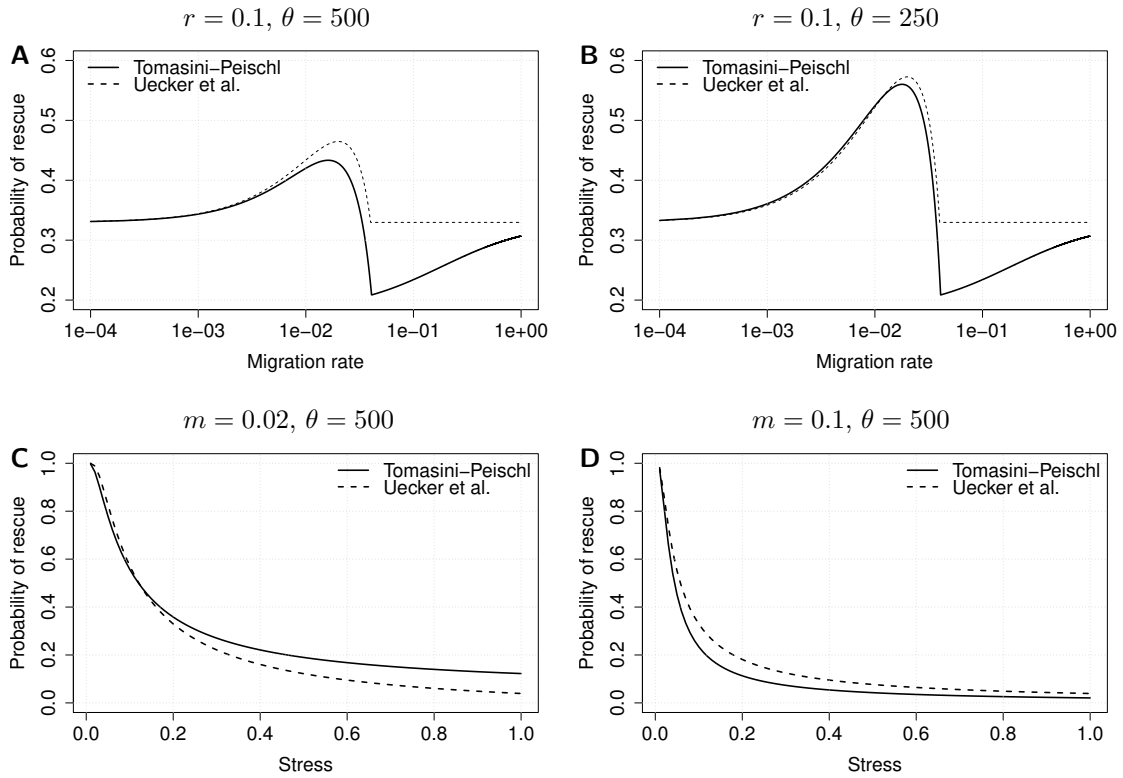 r = 0.1, θ = 500
A
Tomasini−Peischl
Uecker et al.
Probability of rescue
0.2 0.3 0.4 0.5 0.6
1e−04 1e−03 1e−02 1e−01 1e+00
Migration rate
r = 0.1, θ = 250
B
Tomasini−Peischl
Uecker et al.
Probability of rescue
0.2 0.3 0.4 0.5 0.6
1e−04 1e−03 1e−02 1e−01 1e+00
Migration rate
m = 0.02, θ = 500
C
Tomasini−Peischl
Uecker et al.
Probability of rescue
0.0 0.2 0.4 0.6 0.8 1.0
0.0 0.2 0.4 0.6 0.8 1.0
Stress
m = 0.1, θ = 500
D
Tomasini−Peischl
Uecker et al.
Probability of rescue
0.0 0.2 0.4 0.6 0.8 1.0
0.0 0.2 0.4 0.6 0.8 1.0
Stress